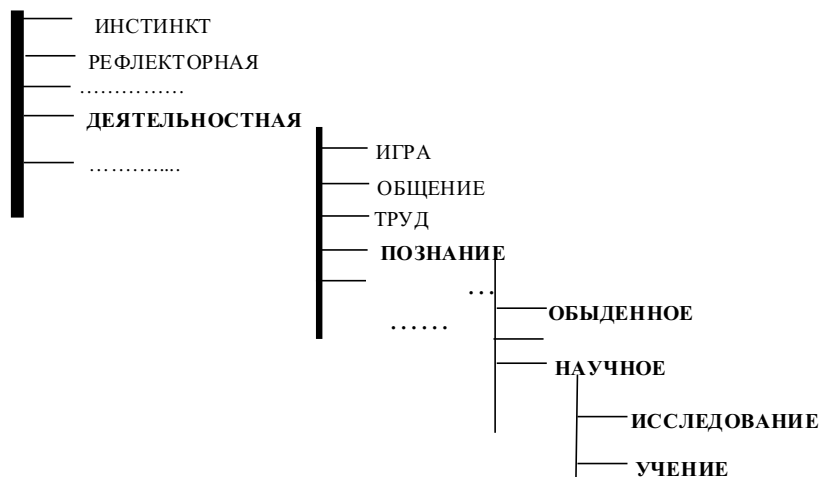 ИНСТИНКТ
РЕФЛЕКТОРНАЯ
……………
ДЕЯТЕЛЬНОСТНАЯ
………....
ИГРА
ОБЩЕНИЕ
ТРУД
ПОЗНАНИЕ
…
……
ОБЫДЕННОЕ
НАУЧНОЕ
ИССЛЕДОВАНИЕ
УЧЕНИЕ